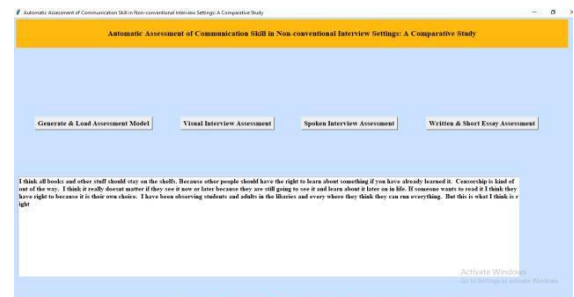 Automatic Assessment of Communication Skill in Non-conventional Interview Settings: A Comparative Study
Automatic Assessment of Communication Skill in Non-conventional Interview Settings: A Comparative Study
Generate & Load Assessment Model
Visual Interview Assessment
Spoken Interview Assessment
Written & Short Essay Assessment
I think all books and other stuff should stay on the shelfs. Because other people should have the right to learn about something if you have already learned it. Censorship is kind of
out of the way. I think it really doesnt matter if they see it now or later because they are still going to see it and learn about it later on in life. If someone wants to read it I think they
have right to because it is their own choice. I have been observing students and adults in the libaries and every where they think they can run everything. But this is what I think is r
ight
Activate Windows
Go to Settings to activate Windows.